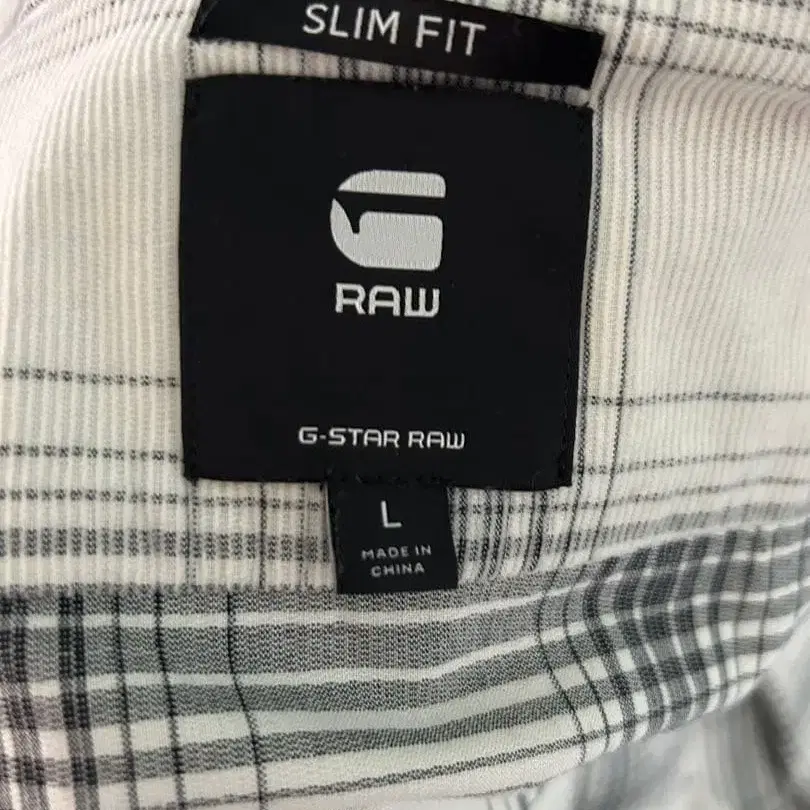 SLIM FIT
RAW
G-STAR RAW
L
MADE IN
CHINA